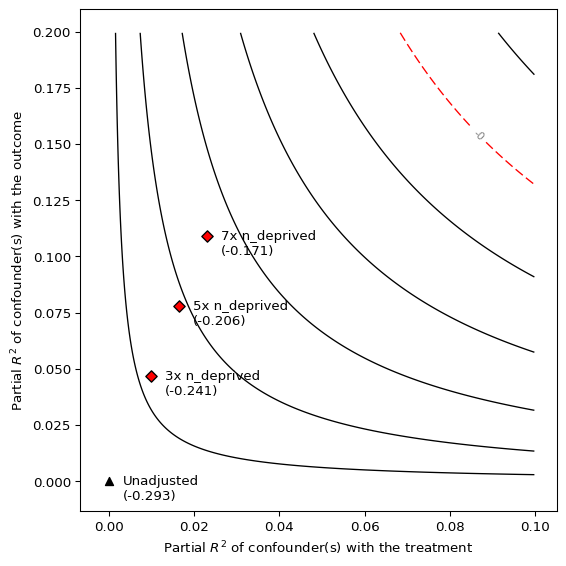 0.200
0.175
0.150
0.125
0.100
0.075
0.050
0.025
0.000
Partial R² of confounder(s) with the outcome
-0
7x n_deprived
(-0.171)
5x n_deprived
(-0.206)
3x n_deprived
(-0.241)
Unadjusted
(-0.293)
0.00 0.02 0.04 0.06 0.08 0.10
Partial R² of confounder(s) with the treatment